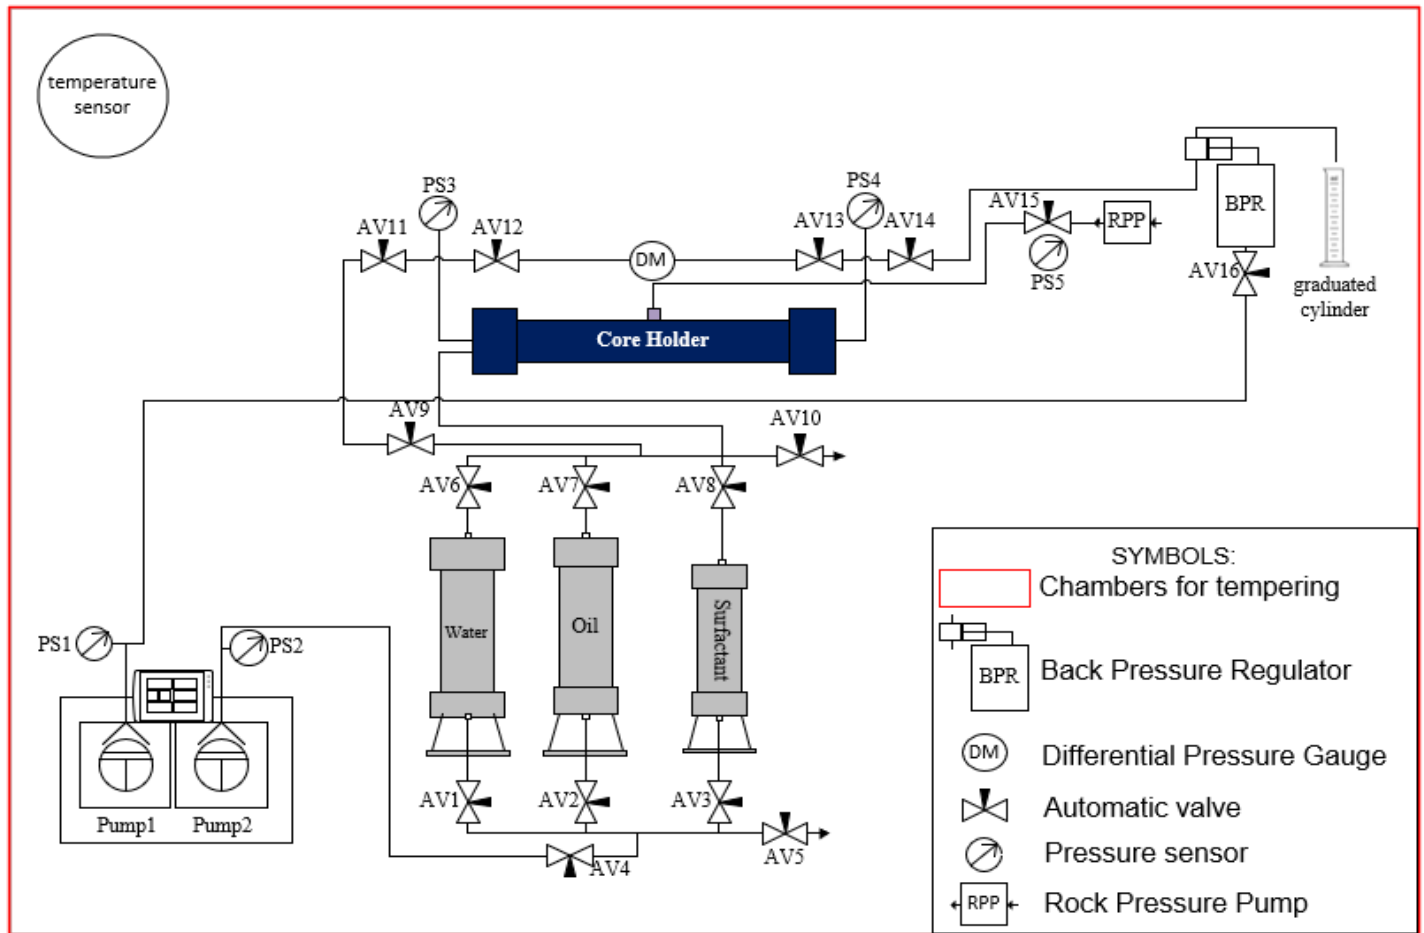 temperature
sensor
PS3
PS4
AV11
AV12
AV13
AV14
AV15
RPP
BPR
DM
PS5
AV16
graduated
cylinder
Core Holder
AV9
AV10
AV6
AV7
AV8
Water
Oil
Surfactant
PS1
PS2
Pump1
Pump2
AV1
AV2
AV3
AV4
AV5
SYMBOLS:
Chambers for tempering
BPR
Back Pressure Regulator
DM
Differential Pressure Gauge
Automatic valve
Pressure sensor
RPP
Rock Pressure Pump